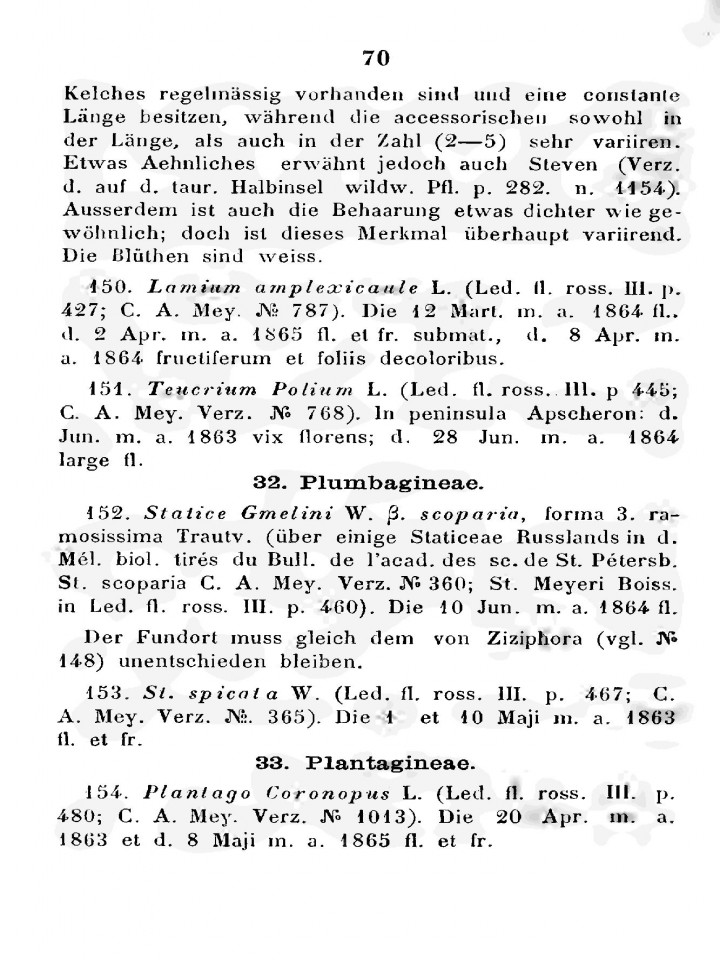 70
Kelches regelmässig vorhanden sind und eine constante
Länge besitzen, während die accessorischen sowohl in
der Länge, als auch in der Zahl (2—5) sehr variiren.
Etwas Aehnliches erwähnt jedoch auch Steven (Verz.
d. auf d. taur. Halbinsel wildw. Pfl. p. 282. n. 1154).
Ausserdem ist auch die Behaarung etwas dichter wie ge-
wöhnlich; doch ist dieses Merkmal überhaupt variirend.
Die Blüthen sind weiss.
150. Lamium amplexicaule L. (Led. fl. ross. III. p.
427; C. A. Mey. № 787). Die 12 Mart. m. a. 1864 fl..
d. 2 Apr. m. a. 1865 fl. et fr. submat., d. 8 Apr. m.
a. 1864 fructiferum et foliis decoloribus.
151. Teucrium Polium L. (Led. fl. ross. III. p 445;
C. A. Mey. Verz. № 768). In peninsula Apscheron: d.
Jun. m. a. 1863 vix florens; d. 28 Jun. m. a. 1864
large fl.
32. Plumbagineae.
152. Statice Gmelini W. β. scoparia, forma 3. ra-
mosissima Trautv. (über einige Staticeae Russlands in d.
Mél. biol. tirés du Bull. de l'acad. des sc. de St. Pétersb.
St. scoparia C. A. Mey. Verz. № 360; St. Meyeri Boiss.
in Led. fl. ross. III. p. 460). Die 10 Jun. m. a. 1864 fl.
Der Fundort muss gleich dem von Ziziphora (vgl. №
148) unentschieden bleiben.
153. St. spicata W. (Led. fl. ross. III. p. 467; C.
A. Mey. Verz. №. 365). Die 1 et 10 Maji m. a. 1863
fl. et fr.
33. Plantagineae.
154. Plantago Coronopus L. (Led. fl. ross. III. p.
480; C. A. Mey. Verz. № 1013). Die 20 Apr. m. a.
1863 et d. 8 Maji m. a. 1865 fl. et fr.